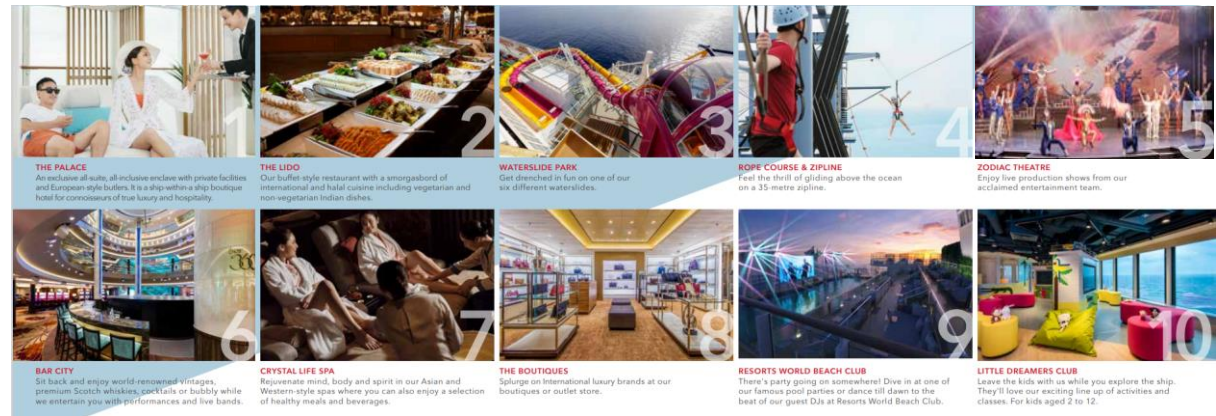 1
THE PALACE
An exclusive all-suite, all-inclusive enclave with private facilities
and European-style butlers. It is a ship-within-a ship boutique
hotel for connoisseurs of true luxury and hospitality.
2
THE LIDO
Our buffet-style restaurant with a smorgasbord of
international and halal cuisine including vegetarian and
non-vegetarian Indian dishes.
3
WATERSLIDE PARK
Get drenched in fun on one of our
six different waterslides.
4
ROPE COURSE & ZIPLINE
Feel the thrill of gliding above the ocean
on a 35-metre zipline.
5
ZODIAC THEATRE
Enjoy live production shows from our
acclaimed entertainment team.
6
BAR CITY
Sit back and enjoy world-renowned vintages,
premium Scotch whiskies, cocktails or bubbly while
we entertain you with performances and live bands.
7
CRYSTAL LIFE SPA
Rejuvenate mind, body and spirit in our Asian and
Western-style spas where you can also enjoy a selection
of healthy meals and beverages.
8
THE BOUTIQUES
Splurge on International luxury brands at our
boutiques or outlet store.
9
RESORTS WORLD BEACH CLUB
There's party going on somewhere! Dive in at one of
our famous pool parties or dance till dawn to the
beat of our guest DJs at Resorts World Beach Club.
10
LITTLE DREAMERS CLUB
Leave the kids with us while you explore the ship.
They'll love our exciting line up of activities and
classes. For kids aged 2 to 12.